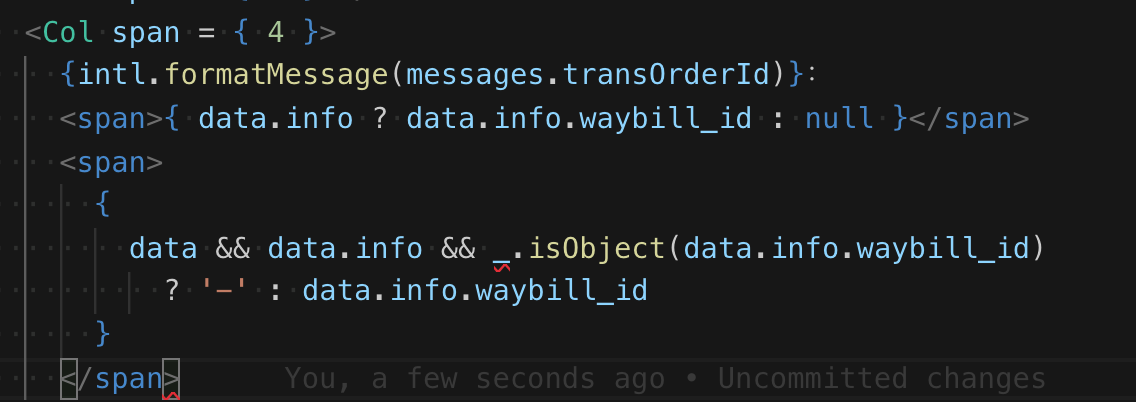 <Col span = { 4 }>
{intl.formatMessage(messages.transOrderId)}:
<span>{ data.info ? data.info.waybill_id : null }</span>
<span>
{
data && data.info && _.isObject(data.info.waybill_id)
? '—' : data.info.waybill_id
}
</span> You, a few seconds ago • Uncommitted changes